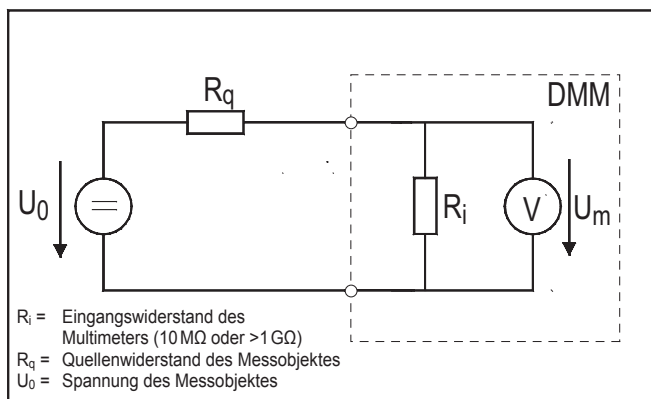 DMM
Rq
U0
Ri
V
Um
Ri = Eingangswiderstand des
Multimeters (10 MΩ oder >1 GΩ)
Rq = Quellenwiderstand des Messobjektes
U0 = Spannung des Messobjektes